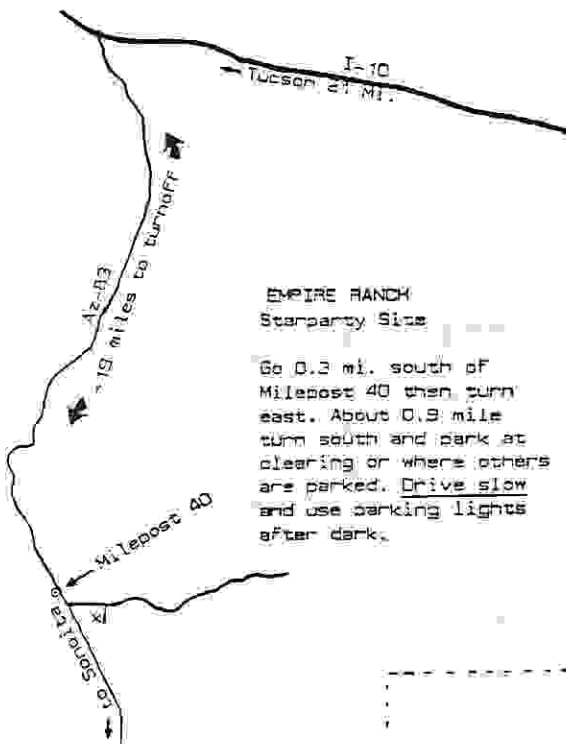 I-10
Tucson 21 Mi.
~19 miles to turnoff
Az-83
EMPIRE RANCH
Starparty Site
Go 0.3 mi. south of
Milepost 40 then turn
east. About 0.9 mile
turn south and park at
clearing or where others
are parked. Drive slow
and use parking lights
after dark.
Milepost 40
x
to Sonoita